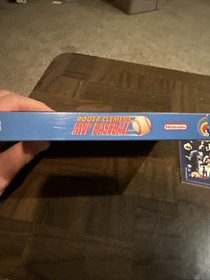 ROGER CLEMENS
MVP BASEBALL
Nintendo